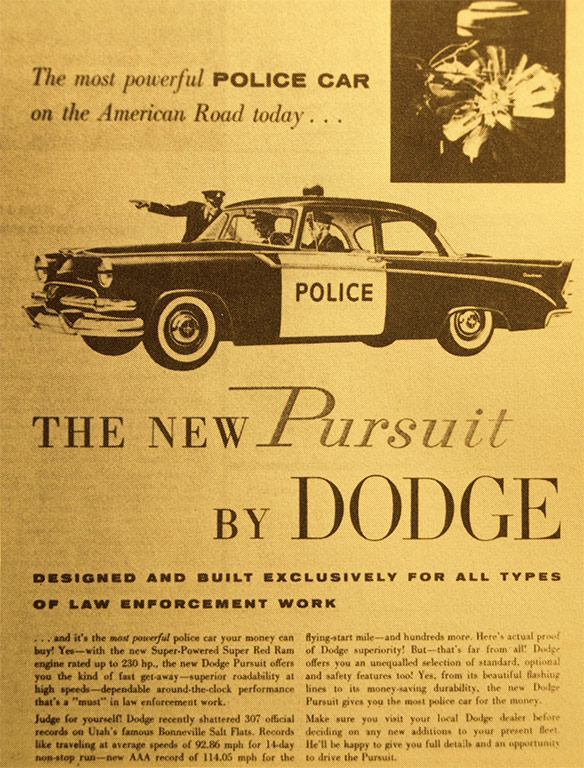 The most powerful POLICE CAR
on the American Road today...
POLICE
THE NEW Pursuit
BY DODGE
DESIGNED AND BUILT EXCLUSIVELY FOR ALL TYPES
OF LAW ENFORCEMENT WORK
...and it's the most powerful police car your money can
buy! Yes—with the new Super-Powered Super Red Ram
engine rated up to 230 hp., the new Dodge Pursuit offers
you the kind of fast get-away—superior roadability at
high speeds—dependable around-the-clock performance
that's a "must" in law enforcement work.
Judge for yourself! Dodge recently shattered 307 official
records on Utah's famous Bonneville Salt Flats. Records
like traveling at average speeds of 92.86 mph for 14-day
non-stop run—new AAA record of 114.05 mph for the
flying-start mile—and hundreds more. Here's actual proof
of Dodge superiority! But—that's far from all! Dodge
offers you an unequalled selection of standard, optional
and safety features too! Yes, from its beautiful flashing
lines to its money-saving durability, the new Dodge
Pursuit gives you the most police car for the money.
Make sure you visit your local Dodge dealer before
deciding on any new additions to your present fleet.
He'll be happy to give you full details and an opportunity
to drive the Pursuit.